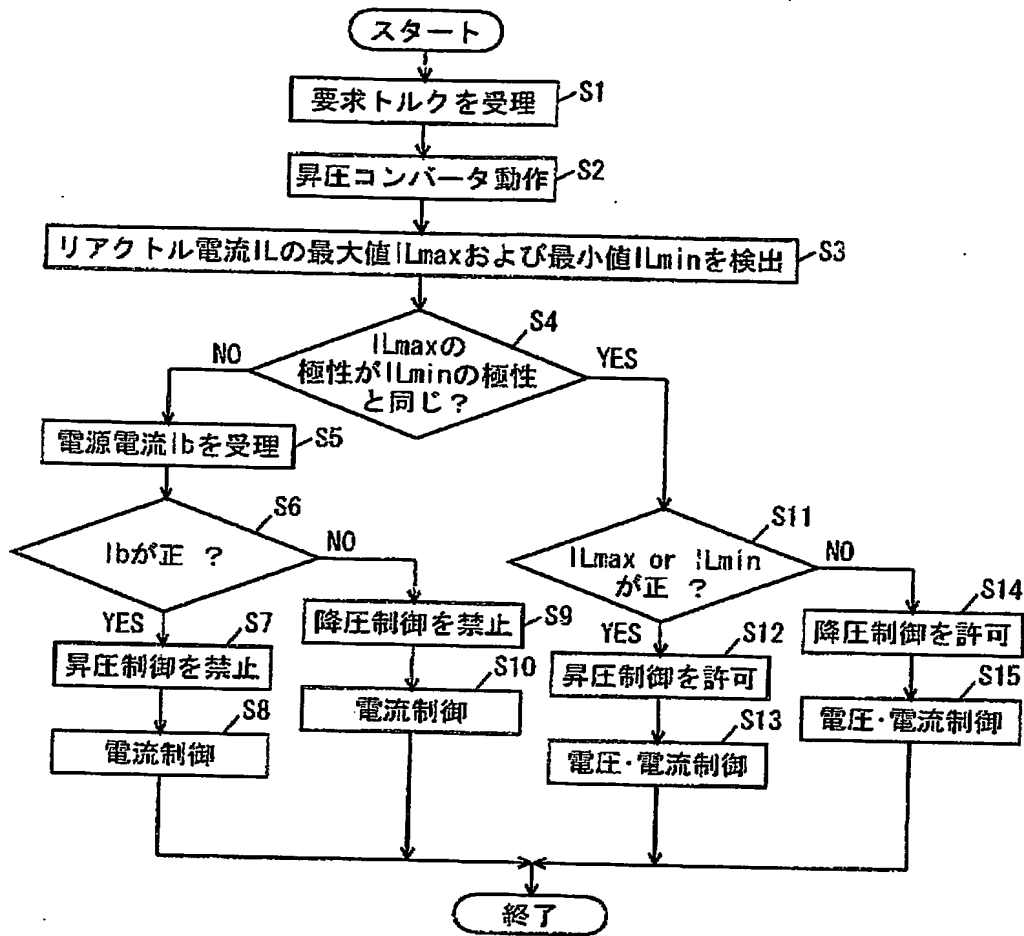 スタート
要求トルクを受理
S1
昇圧コンバータ動作
S2
リアクトル電流ILの最大値ILmaxおよび最小値ILminを検出
S3
S4
ILmaxの
極性がILminの極性
と同じ？
NO
YES
電源電流Ibを受理
S5
S6
Ibが正 ？
NO
YES
S7
昇圧制御を禁止
S8
電流制御
降圧制御を禁止
S9
S10
電流制御
S11
ILmax or ILmin
が正 ？
NO
YES
S12
昇圧制御を許可
S13
電圧・電流制御
S14
降圧制御を許可
S15
電圧・電流制御
終了